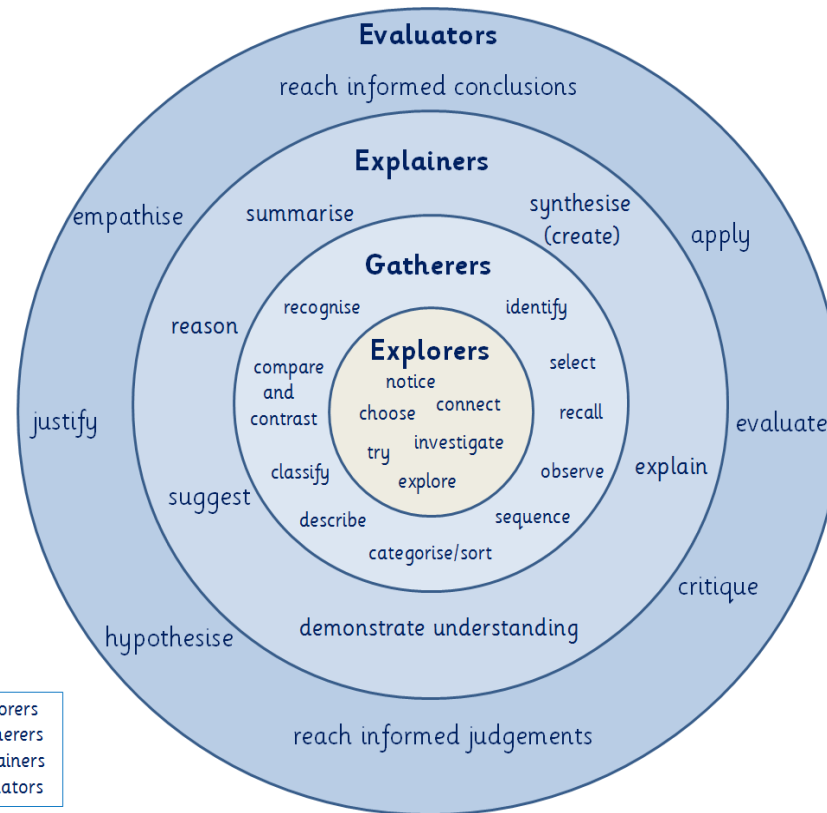 Evaluators
reach informed conclusions
empathise
apply
justify
evaluate
critique
hypothesise
reach informed judgements
Explainers
summarise
synthesise
(create)
reason
explain
suggest
demonstrate understanding
Gatherers
recognise
identify
compare
and
contrast
select
recall
classify
observe
describe
sequence
categorise/sort
Explorers
notice
choose
connect
try
investigate
explore